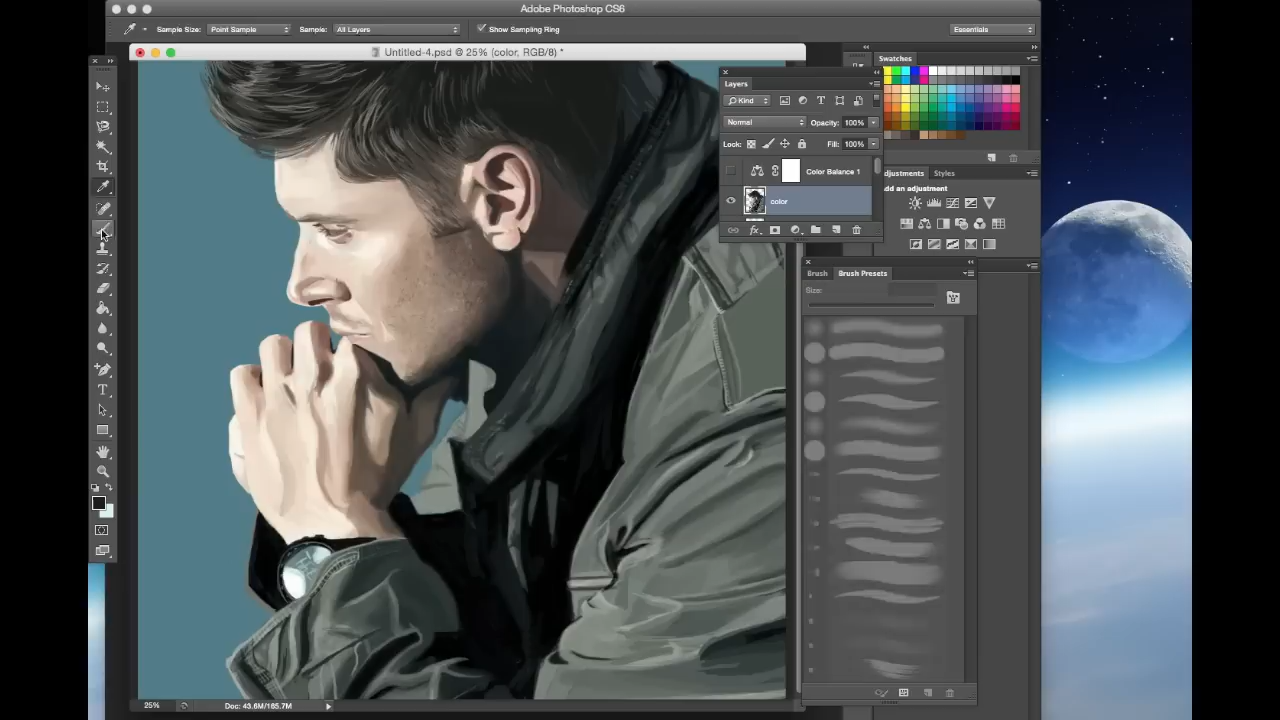 Adobe Photoshop CS6
Sample Size: Point Sample Sample: All Layers Show Sampling Ring Essentials
Untitled-4.psd @ 25% (color, RGB/8) *
Swatches
Layers
Kind
Normal Opacity: 100%
Lock: Fill: 100%
Color Balance 1
color
Adjustments Styles
Add an adjustment
Brush Brush Presets
Size:
25% Doc: 43.6M/165.7M